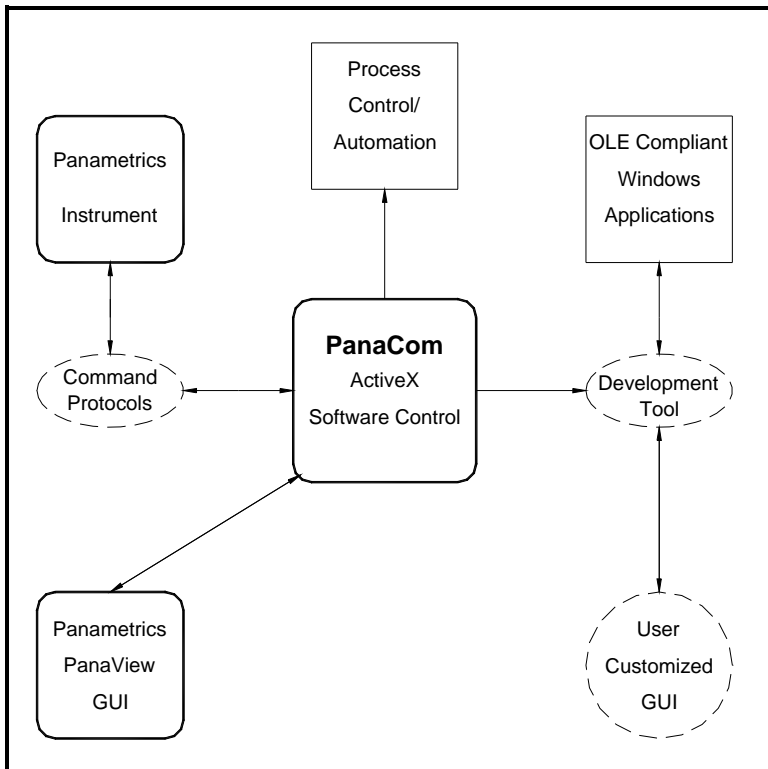 Process
Control/
Automation
Panametrics
Instrument
OLE Compliant
Windows
Applications
PanaCom
ActiveX
Software Control
Command
Protocols
Development
Tool
Panametrics
PanaView
GUI
User
Customized
GUI